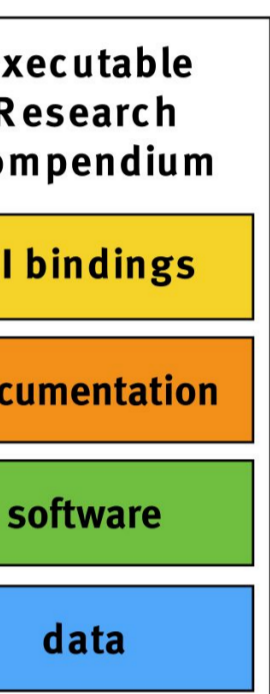 xecutable
Research
ompendium
I bindings
cumentation
software
data